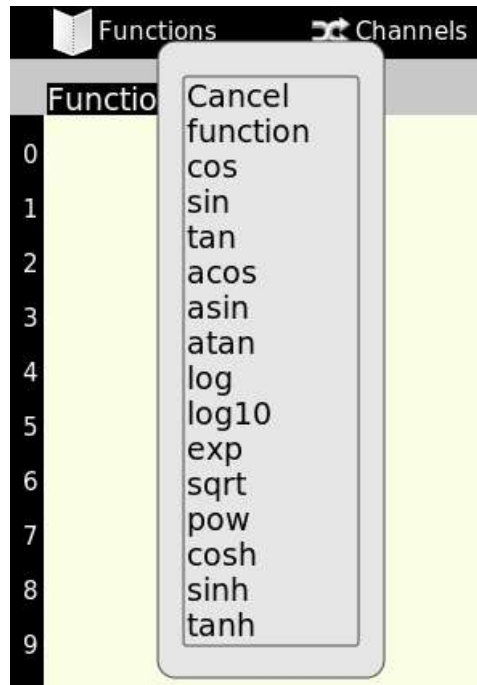 Functions Channels
Functio
Cancel
function
cos
sin
tan
acos
asin
atan
log
log10
exp
sqrt
pow
cosh
sinh
tanh
0
1
2
3
4
5
6
7
8
9